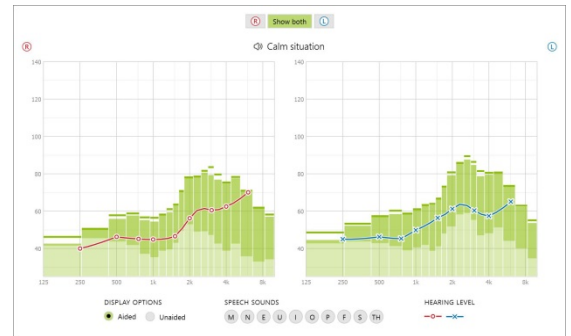 R Show both L
R Calm situation L
140 140
120 120
100 100
80 80
60 60
40 40
125 250 500 1k 2k 4k 8k 125 250 500 1k 2k 4k 8k
DISPLAY OPTIONS SPEECH SOUNDS HEARING LEVEL
Aided Unaided M N E U I O P F S TH